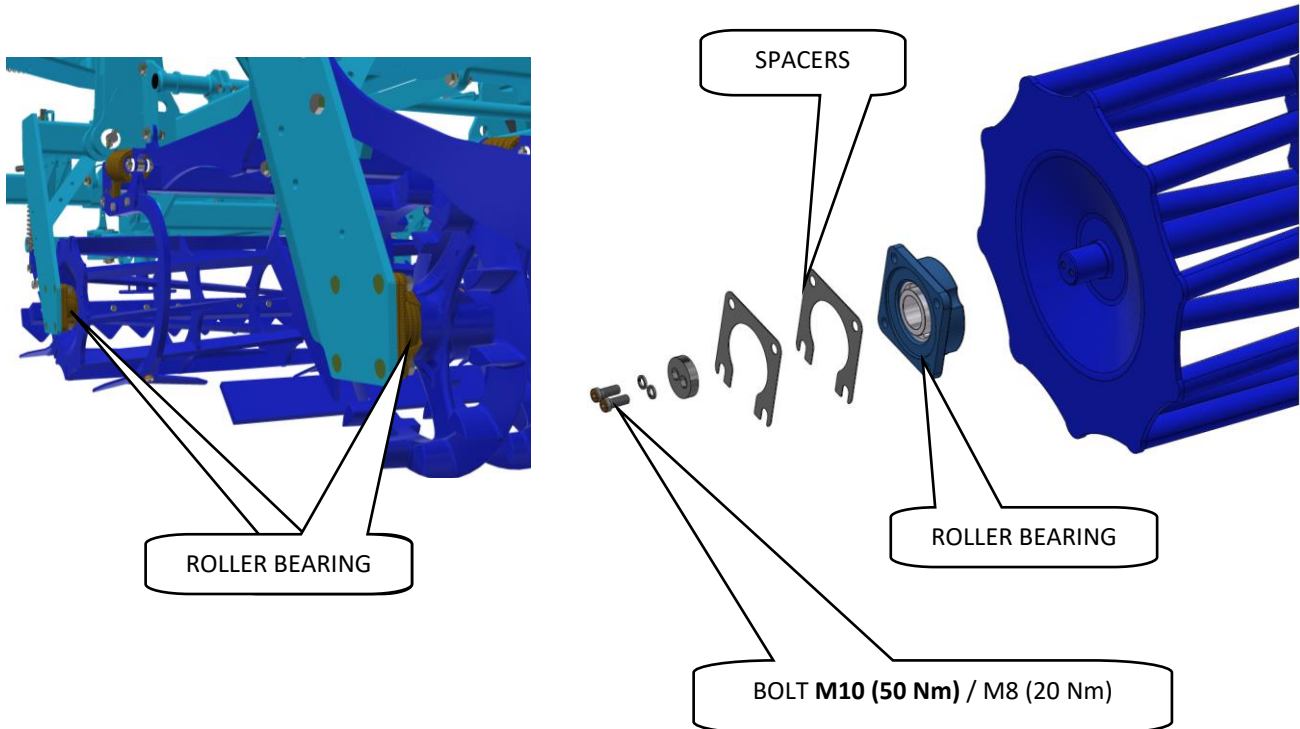 SPACERS
ROLLER BEARING
ROLLER BEARING
BOLT M10 (50 Nm) / M8 (20 Nm)